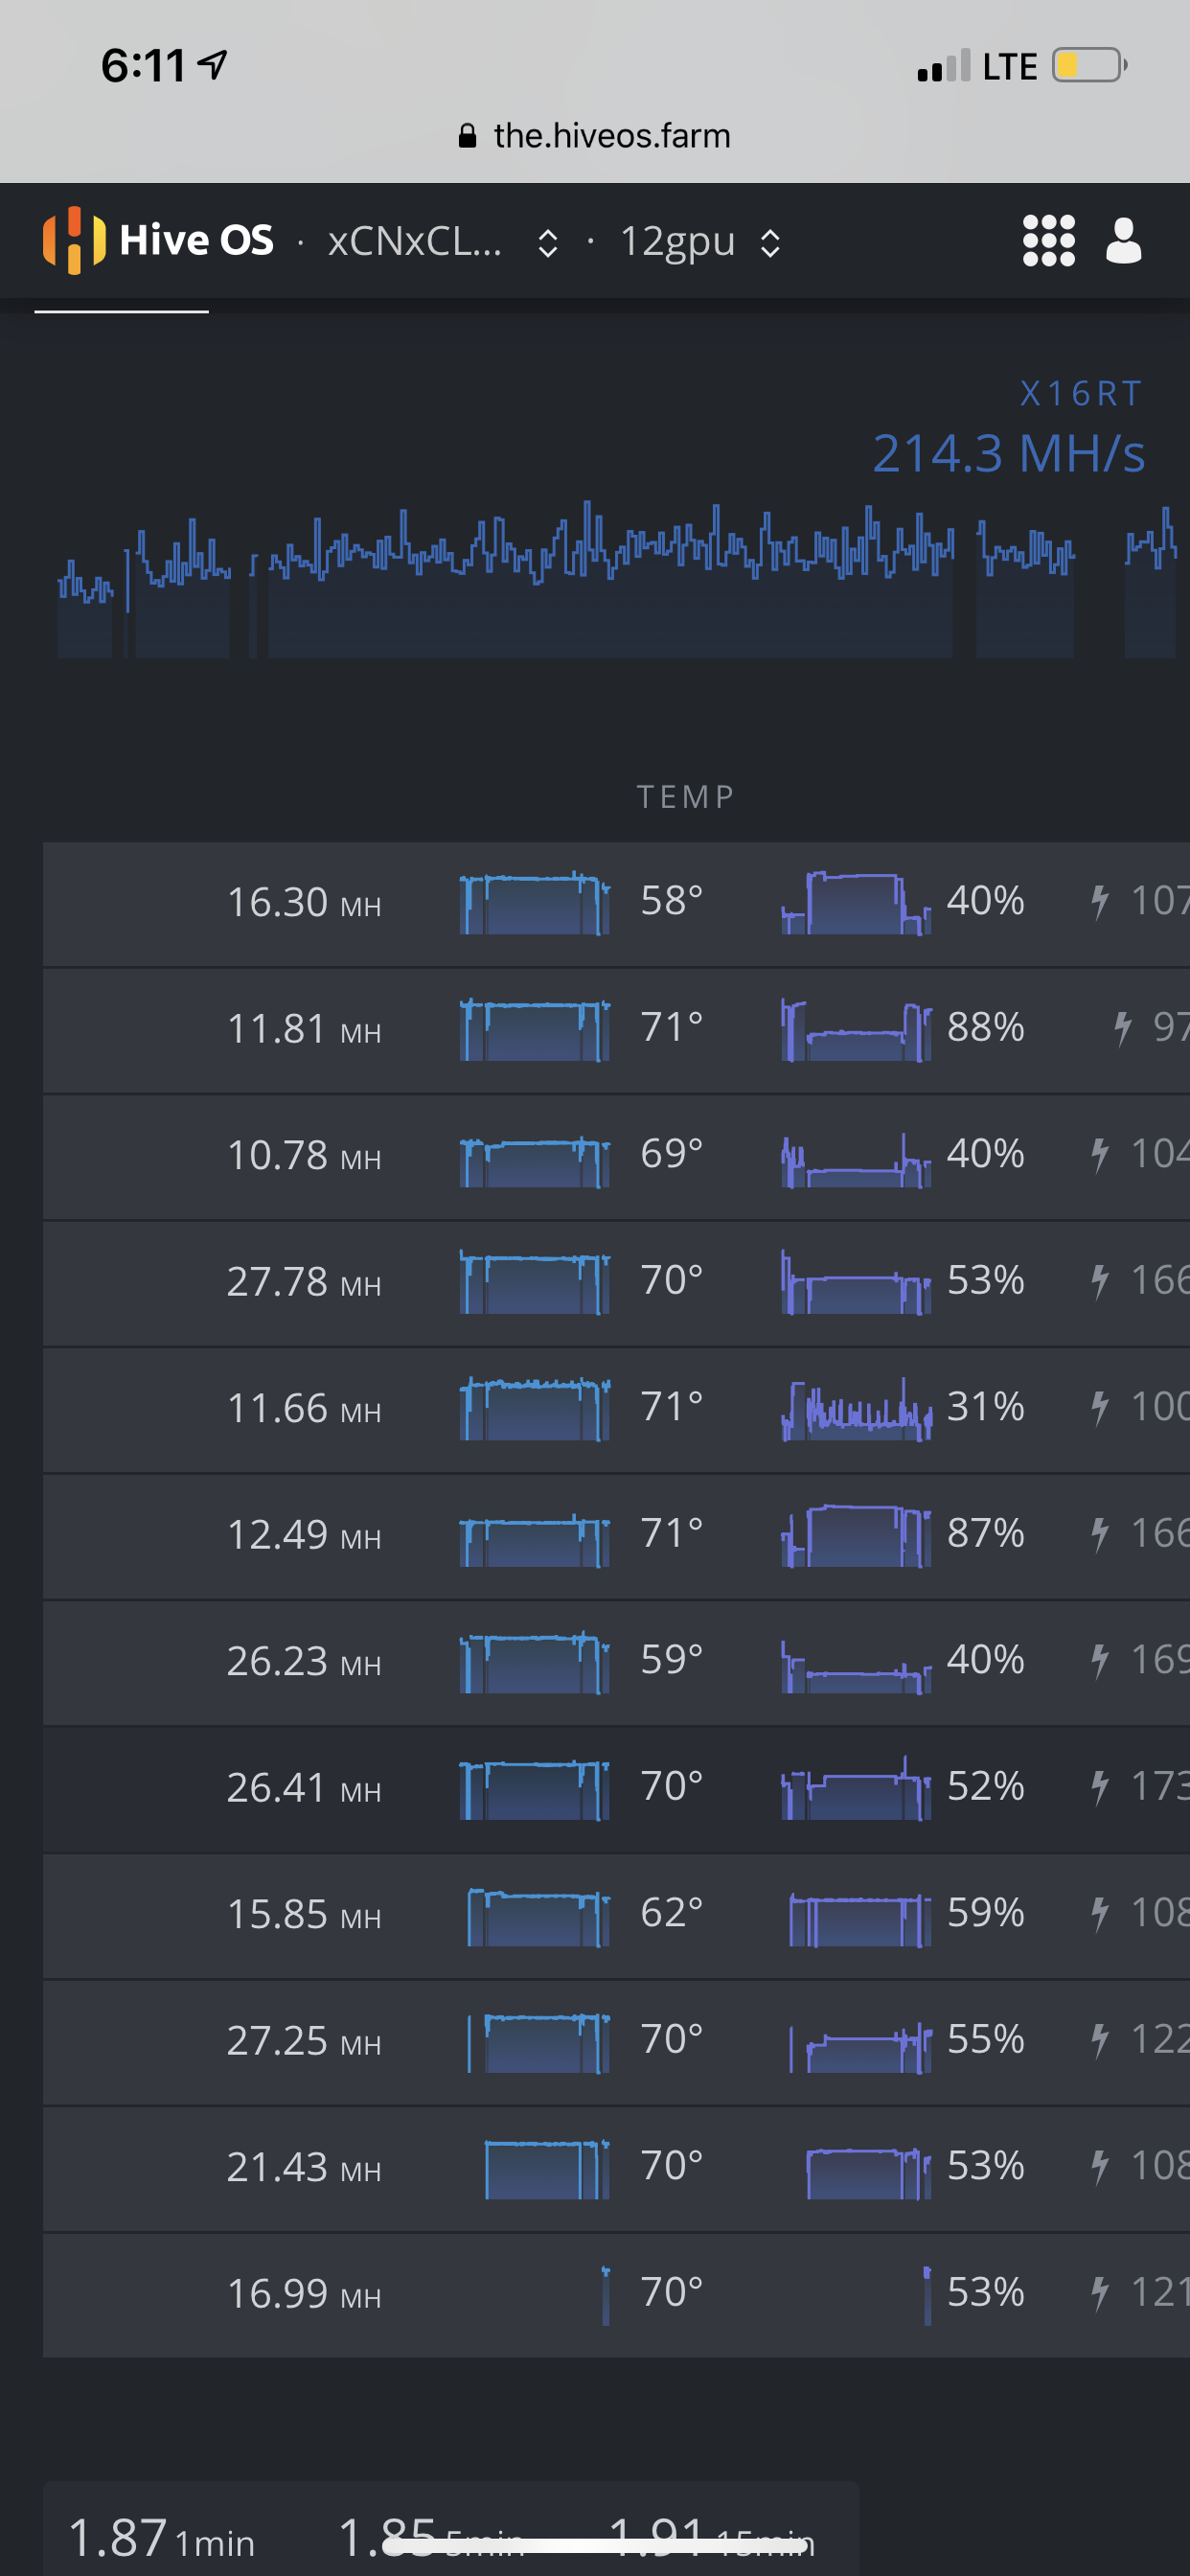 6:11 LTE
the.hiveos.farm
Hive OS · xCNxCL... · 12gpu
X16RT
214.3 MH/s
TEMP
16.30 MH 58° 40% 107
11.81 MH 71° 88% 97
10.78 MH 69° 40% 104
27.78 MH 70° 53% 166
11.66 MH 71° 31% 100
12.49 MH 71° 87% 166
26.23 MH 59° 40% 169
26.41 MH 70° 52% 173
15.85 MH 62° 59% 108
27.25 MH 70° 55% 122
21.43 MH 70° 53% 108
16.99 MH 70° 53% 121
1.87 1min 1.85 5min 1.91 15min